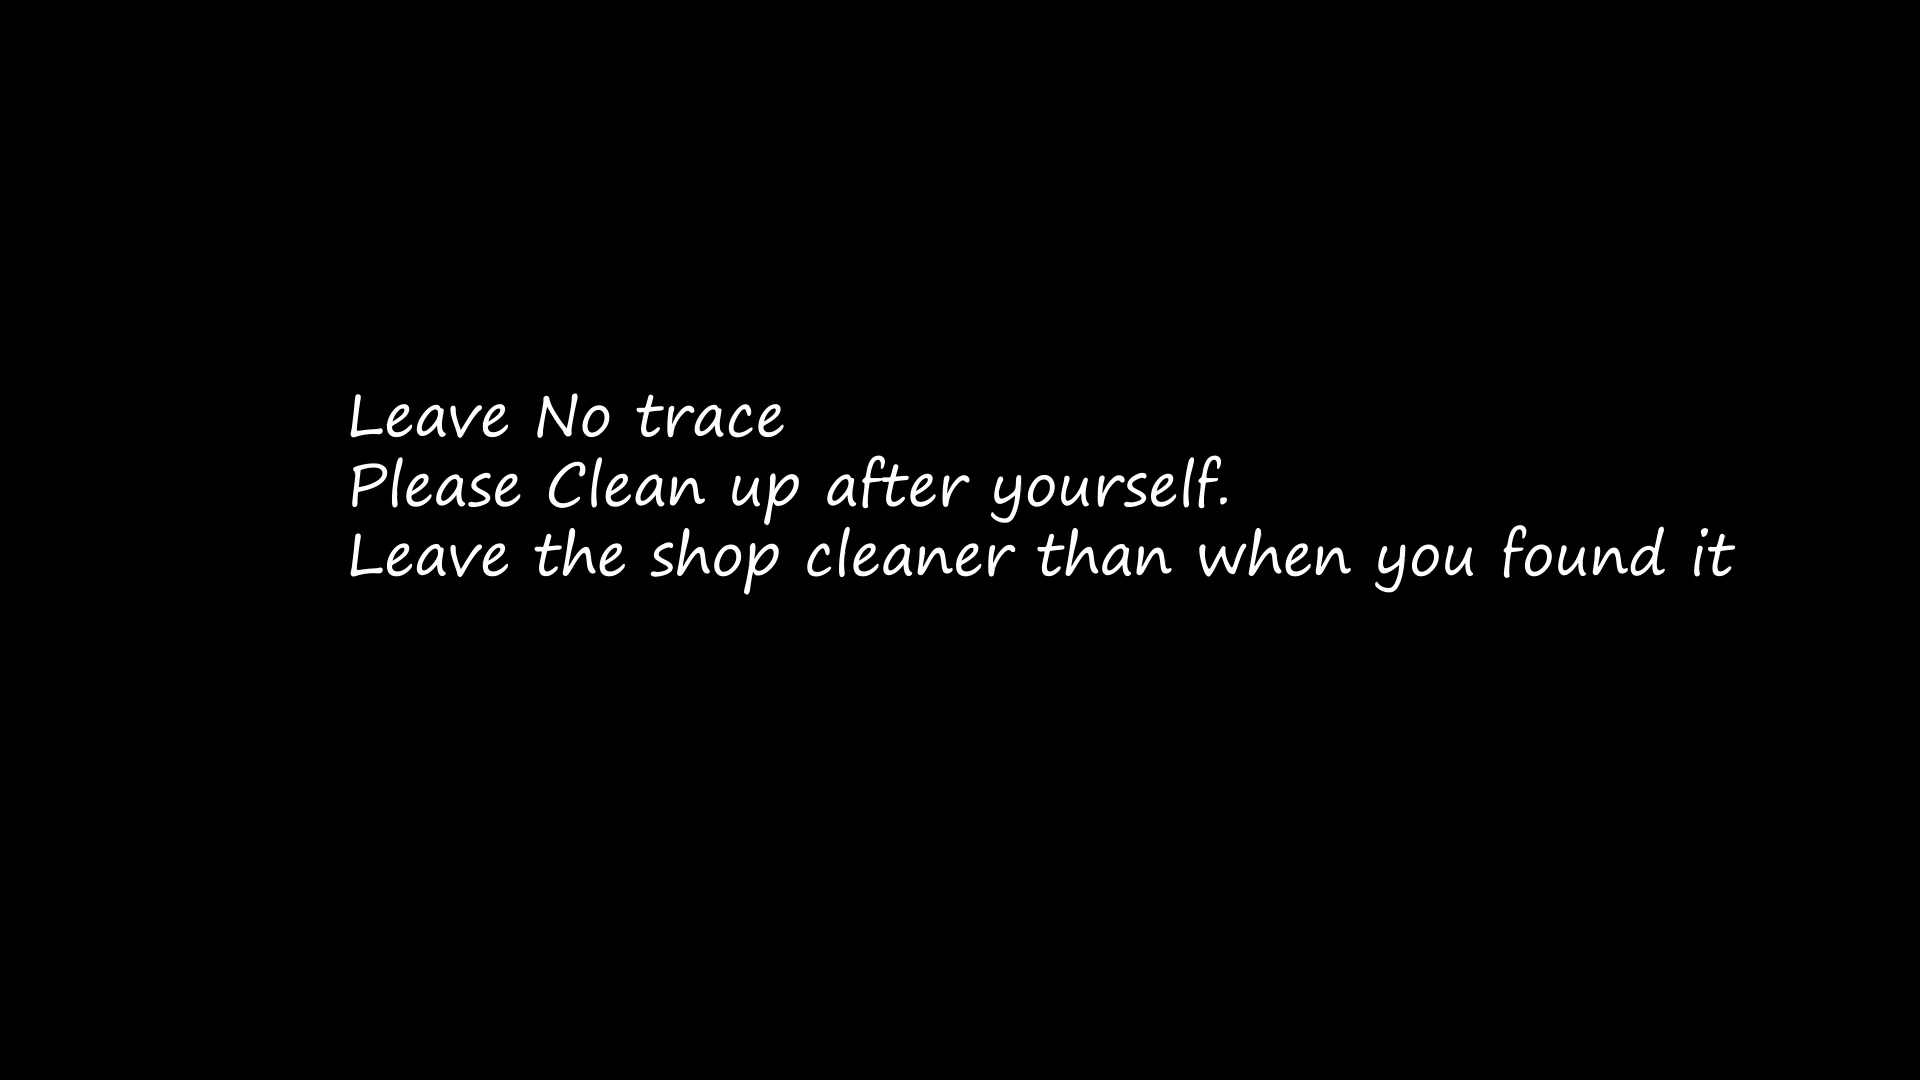 Leave No trace
Please Clean up after yourself.
Leave the shop cleaner than when you found it